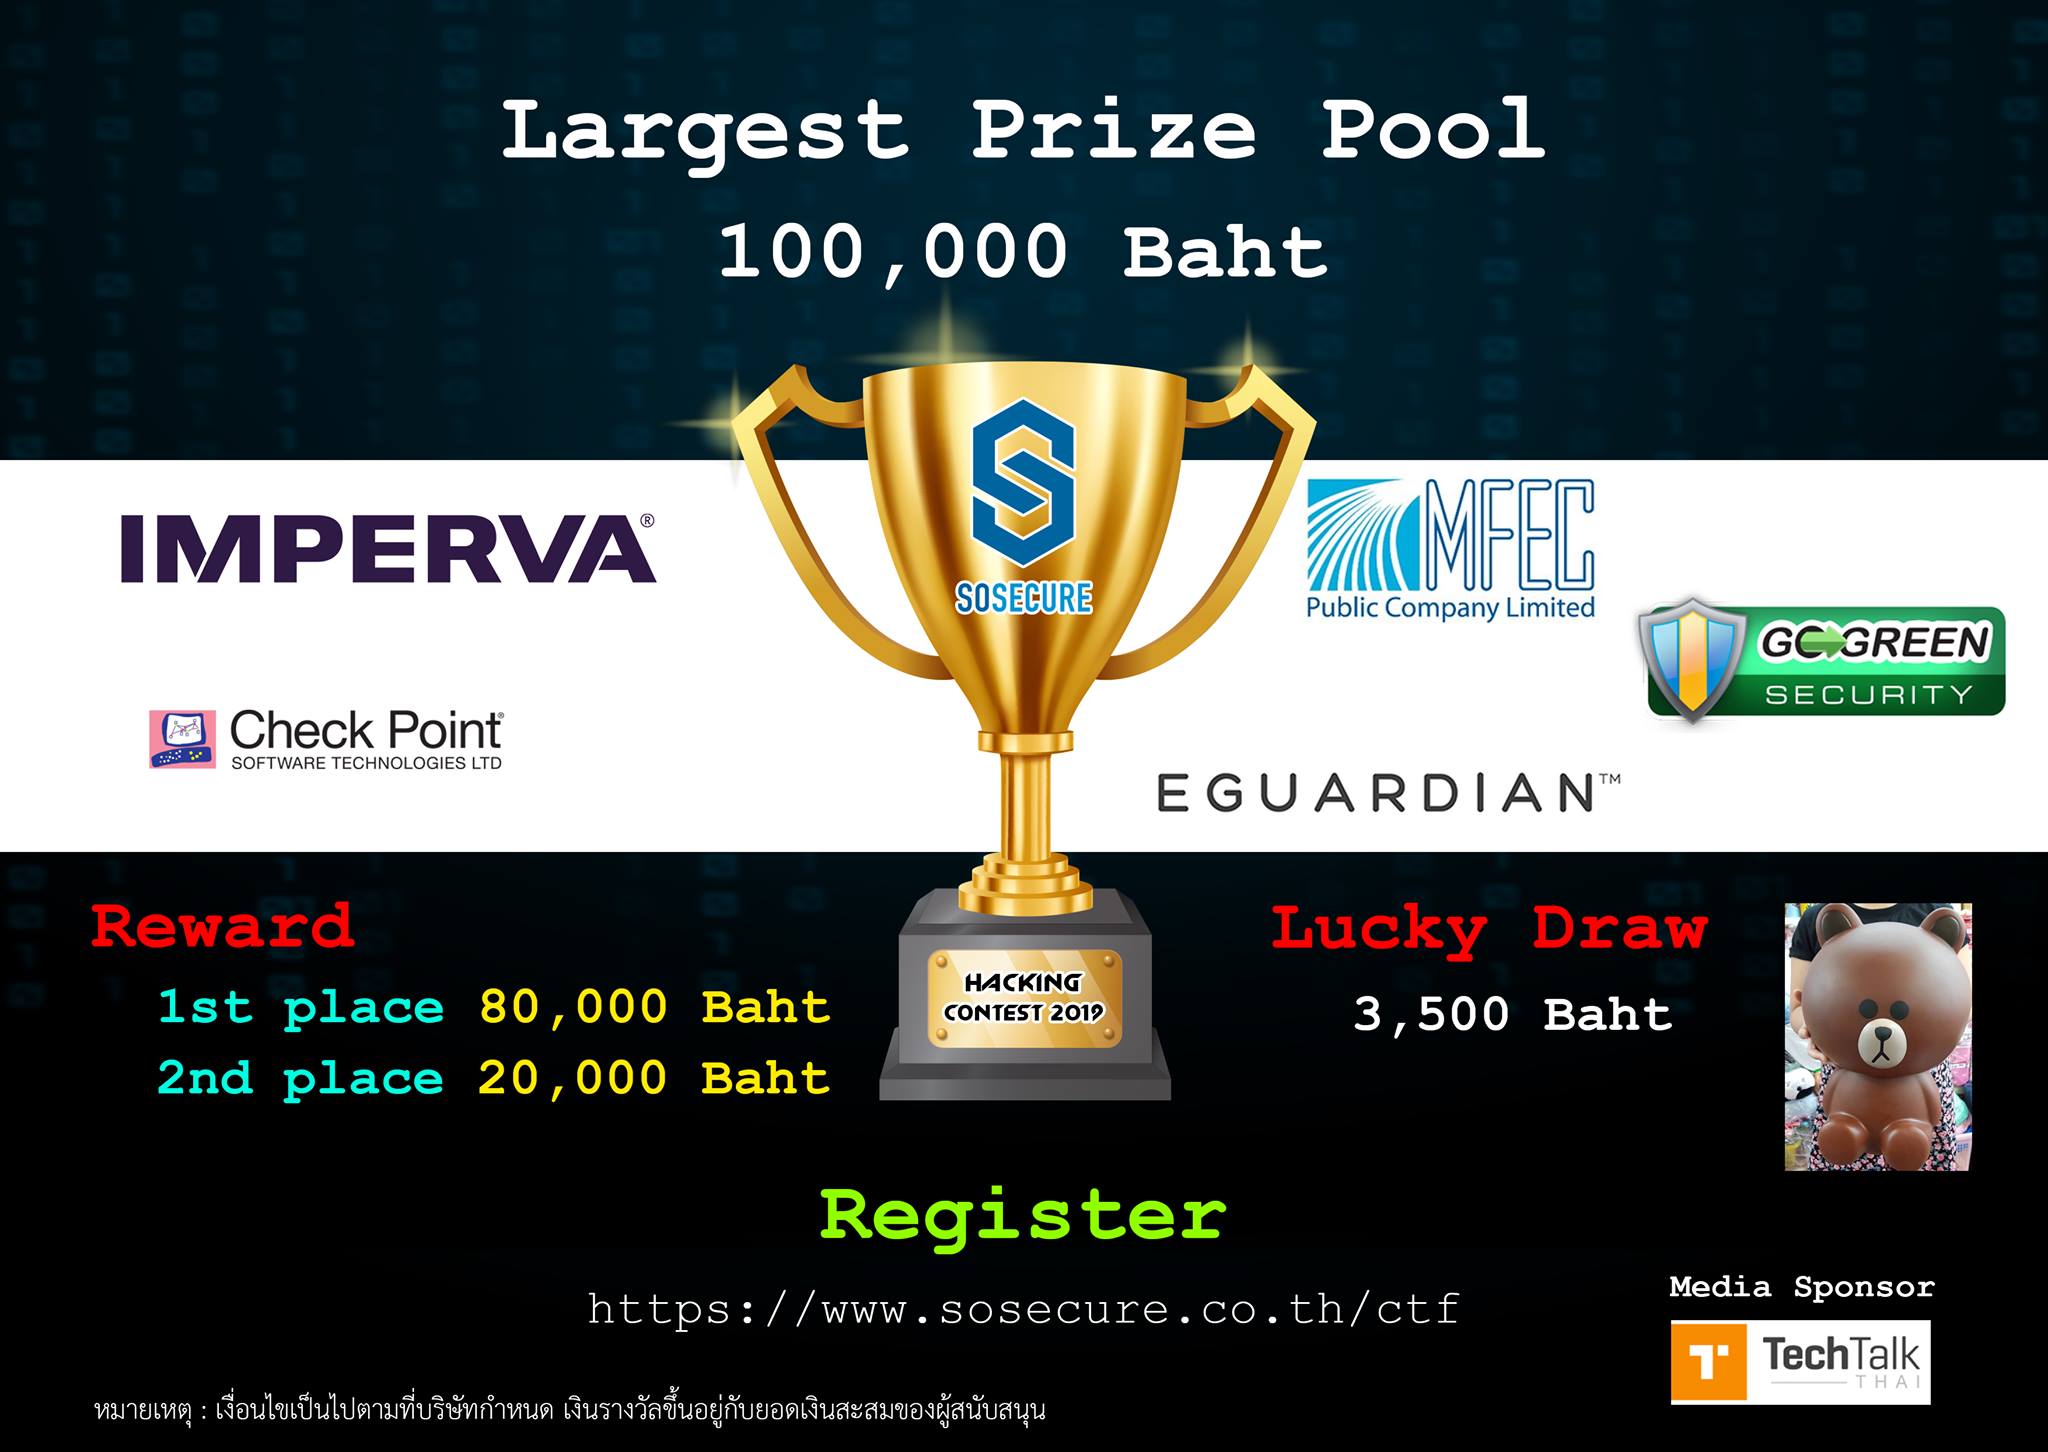 Largest Prize Pool
100,000 Baht
IMPERVA®
SOSECURE
MFEC
Public Company Limited
GO GREEN
SECURITY
Check Point®
SOFTWARE TECHNOLOGIES LTD
EGUARDIAN™
Reward
1st place 80,000 Baht
2nd place 20,000 Baht
HACKING
CONTEST 2019
Lucky Draw
3,500 Baht
Register
https://www.sosecure.co.th/ctf
Media Sponsor
TechTalk
THAI
หมายเหตุ : เงื่อนไขเป็นไปตามที่บริษัทกำหนด เงินรางวัลขึ้นอยู่กับยอดเงินสะสมของผู้สนับสนุน